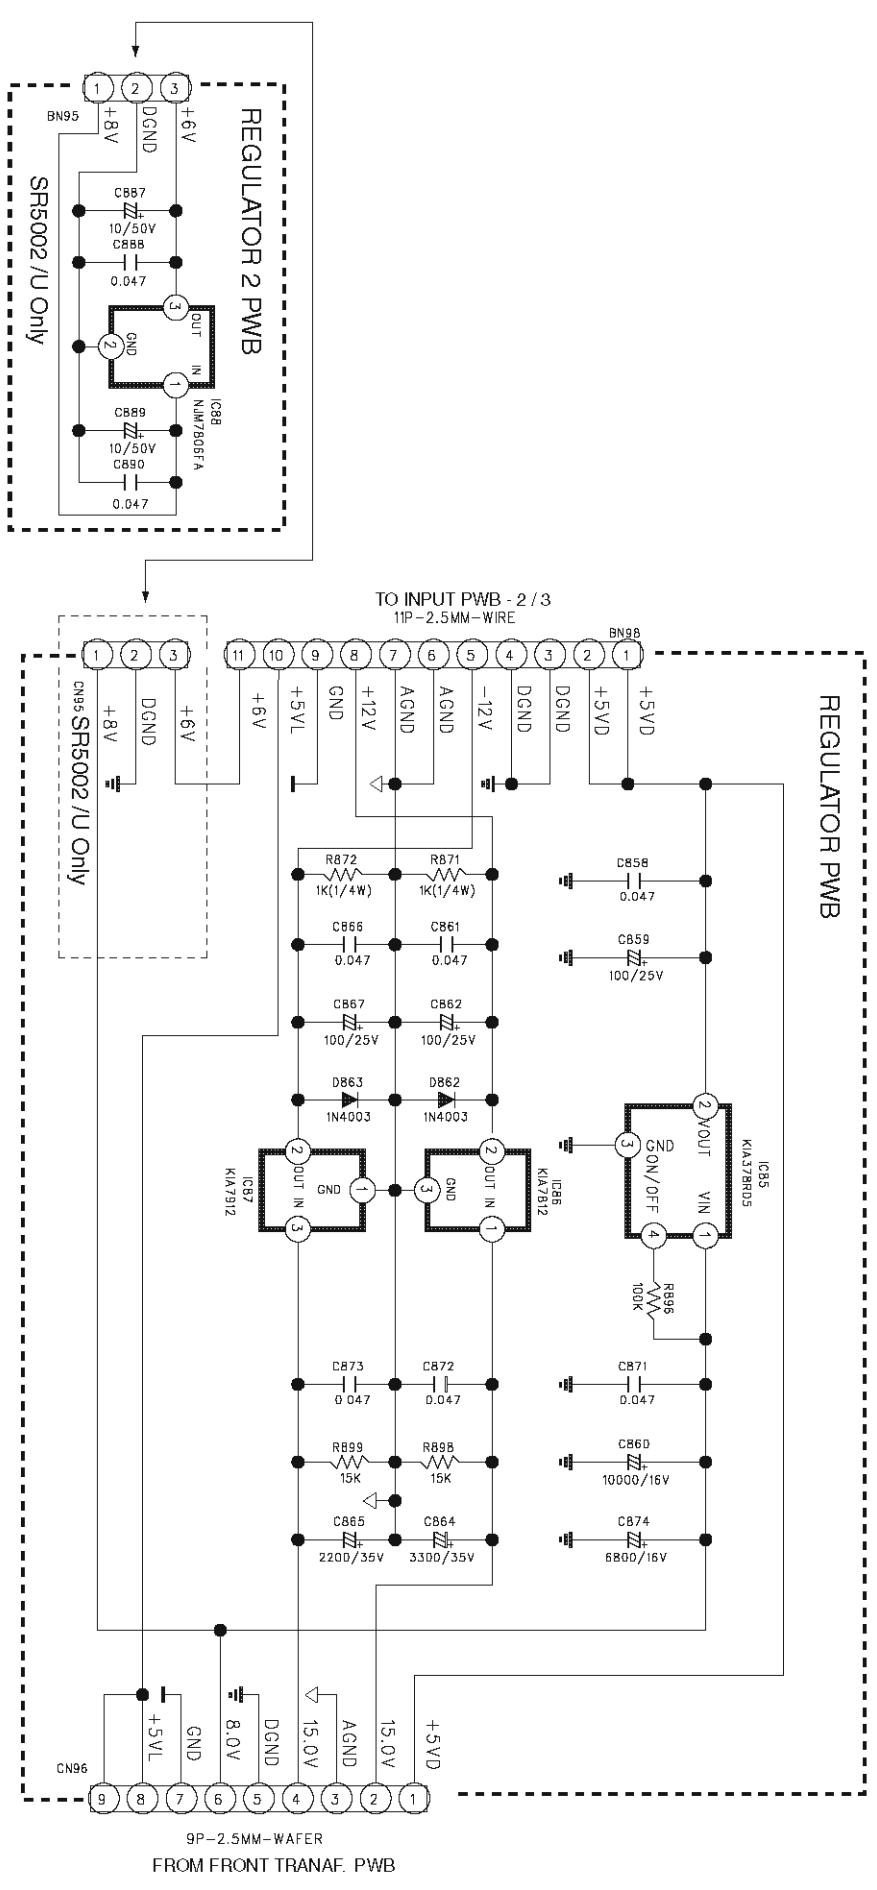 1 2 3
BN95
+8V
DGND
+6V
REGULATOR 2 PWB
SR5002 /U Only
C887
10/50V
C888
0.047
3
OUT
2
GND
IN
1
IC88
NJM7806FA
C889
10/50V
C890
0.047
TO INPUT PWB - 2 / 3
11P-2.5MM-WIRE
BN98
1 2 3
11 10 9 8 7 6 5 4 3 2 1
CN95
+8V
DGND
+6V
SR5002 /U Only
+6V
+5VL
GND
+12V
AGND
AGND
-12V
DGND
DGND
+5VD
+5VD
REGULATOR PWB
R872
1K(1/4W)
R871
1K(1/4W)
C858
0.047
C866
0.047
C861
0.047
C859
100/25V
C867
100/25V
C862
100/25V
D863
1N4003
D862
1N4003
2
OUT IN
GND
1
3
IC87
KIA7912
2
OUT IN
GND
3
1
IC86
KIA7812
2
VOUT
3
GND
ON/OFF
VIN
4
1
IC85
KIA378R05
R896
100K
C873
0.047
C872
0.047
C871
0.047
R899
15K
R898
15K
C860
10000/16V
C865
2200/35V
C864
3300/35V
C874
6800/16V
+5VL
GND
8.0V
DGND
15.0V
AGND
15.0V
+5VD
CN96
9 8 7 6 5 4 3 2 1
9P-2.5MM-WAFER
FROM FRONT TRANAF. PWB